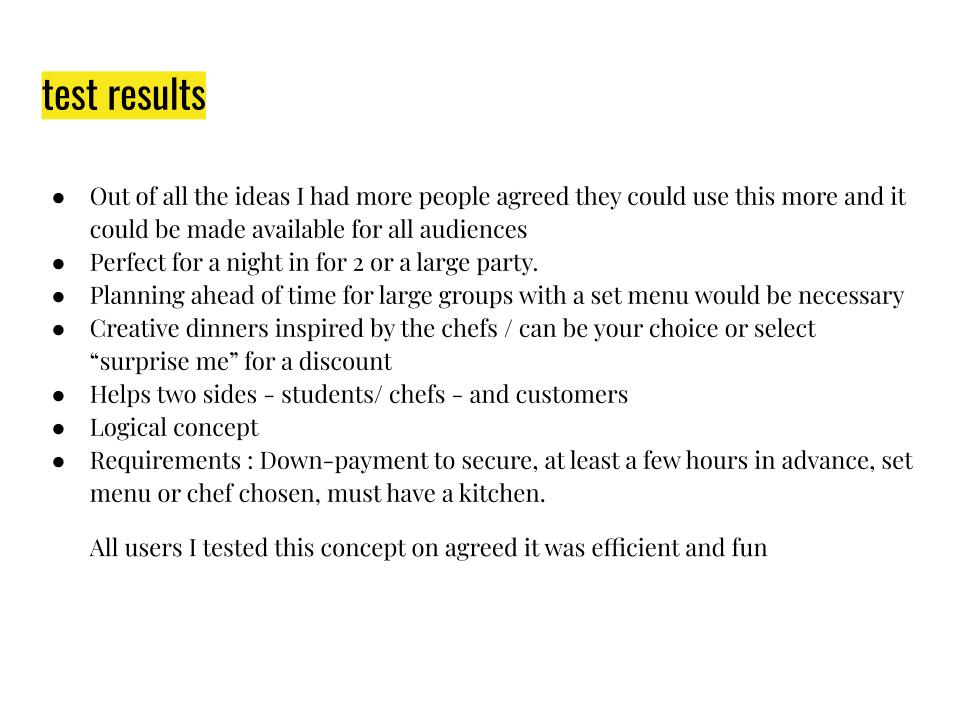 test results
● Out of all the ideas I had more people agreed they could use this more and it
could be made available for all audiences
● Perfect for a night in for 2 or a large party.
● Planning ahead of time for large groups with a set menu would be necessary
● Creative dinners inspired by the chefs / can be your choice or select
“surprise me” for a discount
● Helps two sides - students/ chefs - and customers
● Logical concept
● Requirements : Down-payment to secure, at least a few hours in advance, set
menu or chef chosen, must have a kitchen.
All users I tested this concept on agreed it was efficient and fun